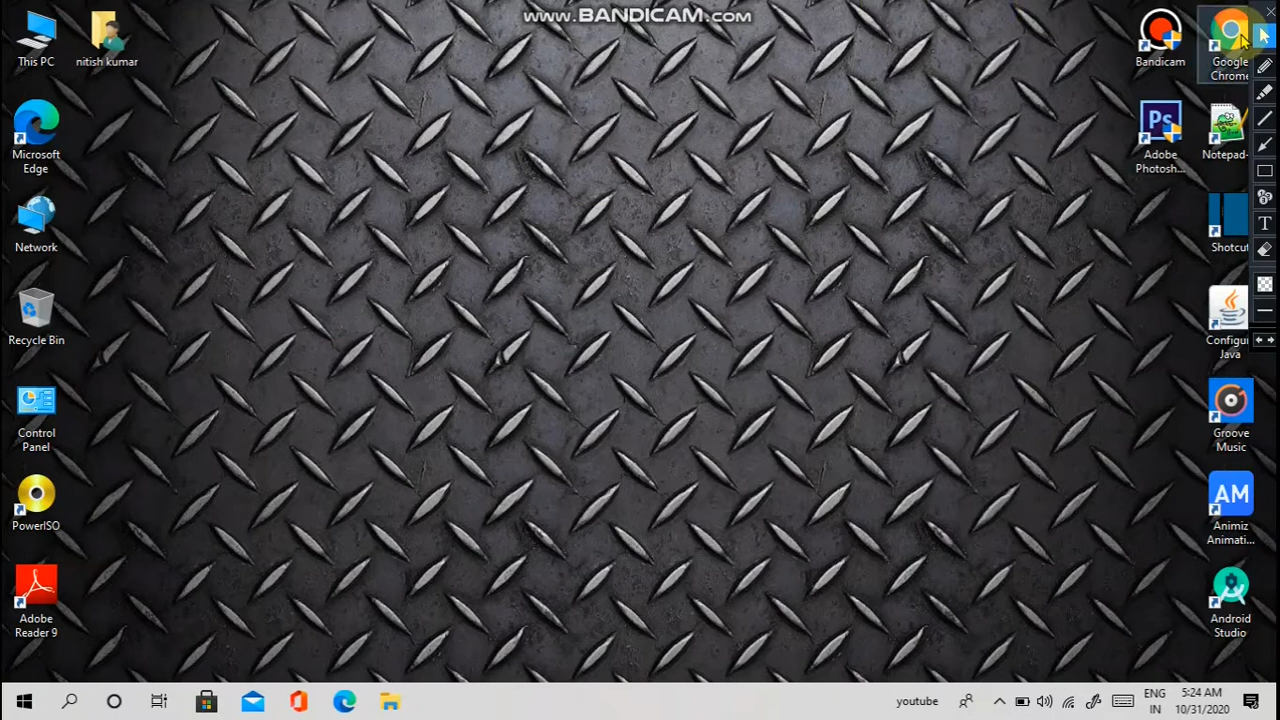 www.BANDICAM.com
This PC
nitish kumar
Bandicam
Google
Chrome
Microsoft
Edge
Ps
Adobe
Photosh...
Notepad
Network
Shotcut
Recycle Bin
Configur
Java
Control
Panel
Groove
Music
PowerISO
AM
Animiz
Animati...
Adobe
Reader 9
Android
Studio
T
youtube
ENG
IN
5:24 AM
10/31/2020